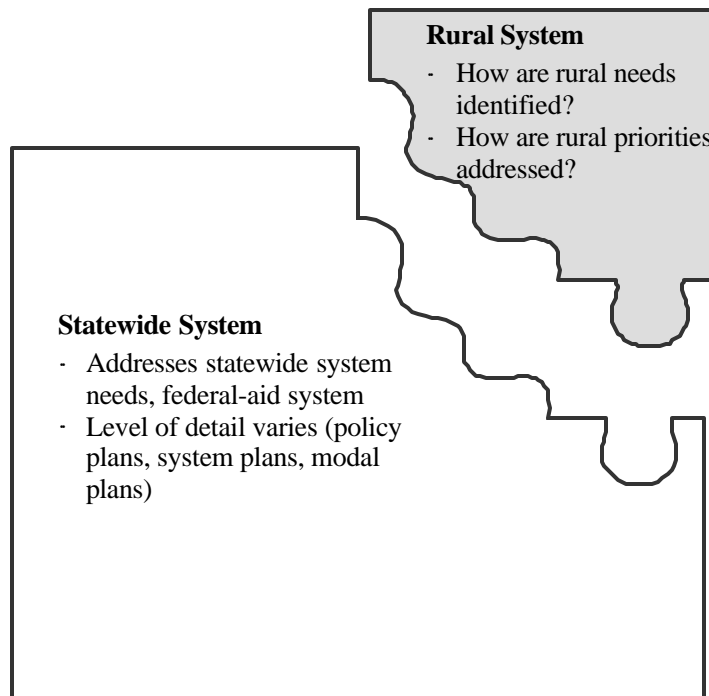 Rural System
- How are rural needs
identified?
- How are rural priorities
addressed?
Statewide System
- Addresses statewide system
needs, federal-aid system
- Level of detail varies (policy
plans, system plans, modal
plans)